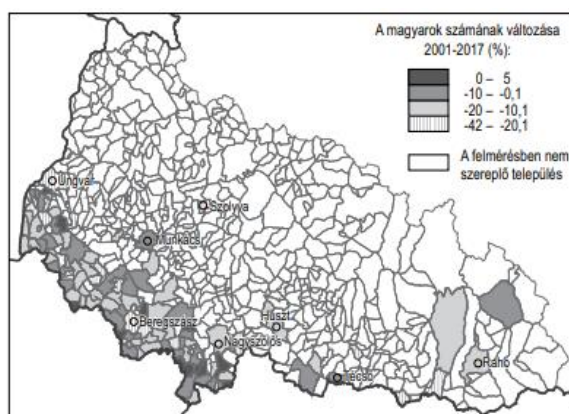 A magyarok számának változása
2001-2017 (%):
0 – 5
-10 – -0,1
-20 – -10,1
-42 – -20,1
A felmérésben nem
szereplő település
Ungvár
Szolyva
Munkács
Beregszász
Huszt
Nagyszőlős
Técső
Rahó